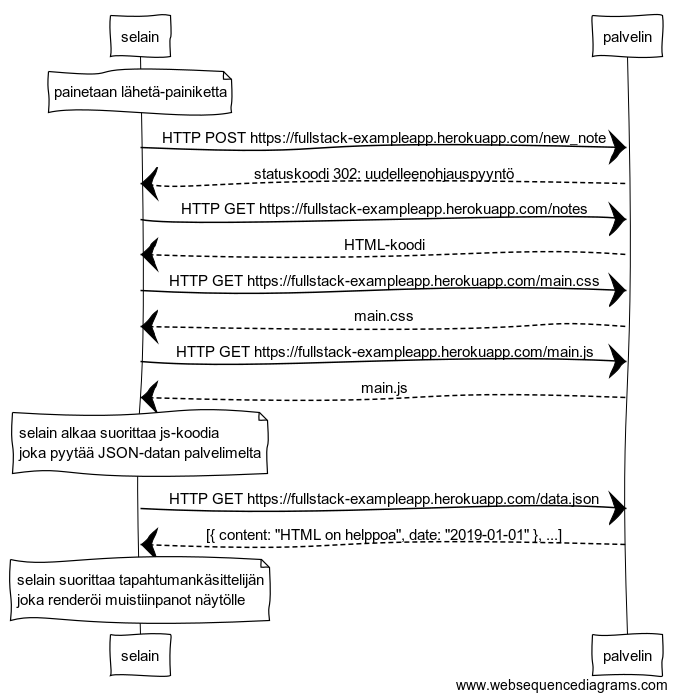 selain
palvelin
painetaan lähetä-painiketta
HTTP POST https://fullstack-exampleapp.herokuapp.com/new_note
statuskoodi 302: uudelleenohjauspyyntö
HTTP GET https://fullstack-exampleapp.herokuapp.com/notes
HTML-koodi
HTTP GET https://fullstack-exampleapp.herokuapp.com/main.css
main.css
HTTP GET https://fullstack-exampleapp.herokuapp.com/main.js
main.js
selain alkaa suorittaa js-koodia
joka pyytää JSON-datan palvelimelta
HTTP GET https://fullstack-exampleapp.herokuapp.com/data.json
[{ content: "HTML on helppoa", date: "2019-01-01" }, ...]
selain suorittaa tapahtumankäsittelijän
joka renderöi muistiinpanot näytölle
selain
palvelin
www.websequencediagrams.com